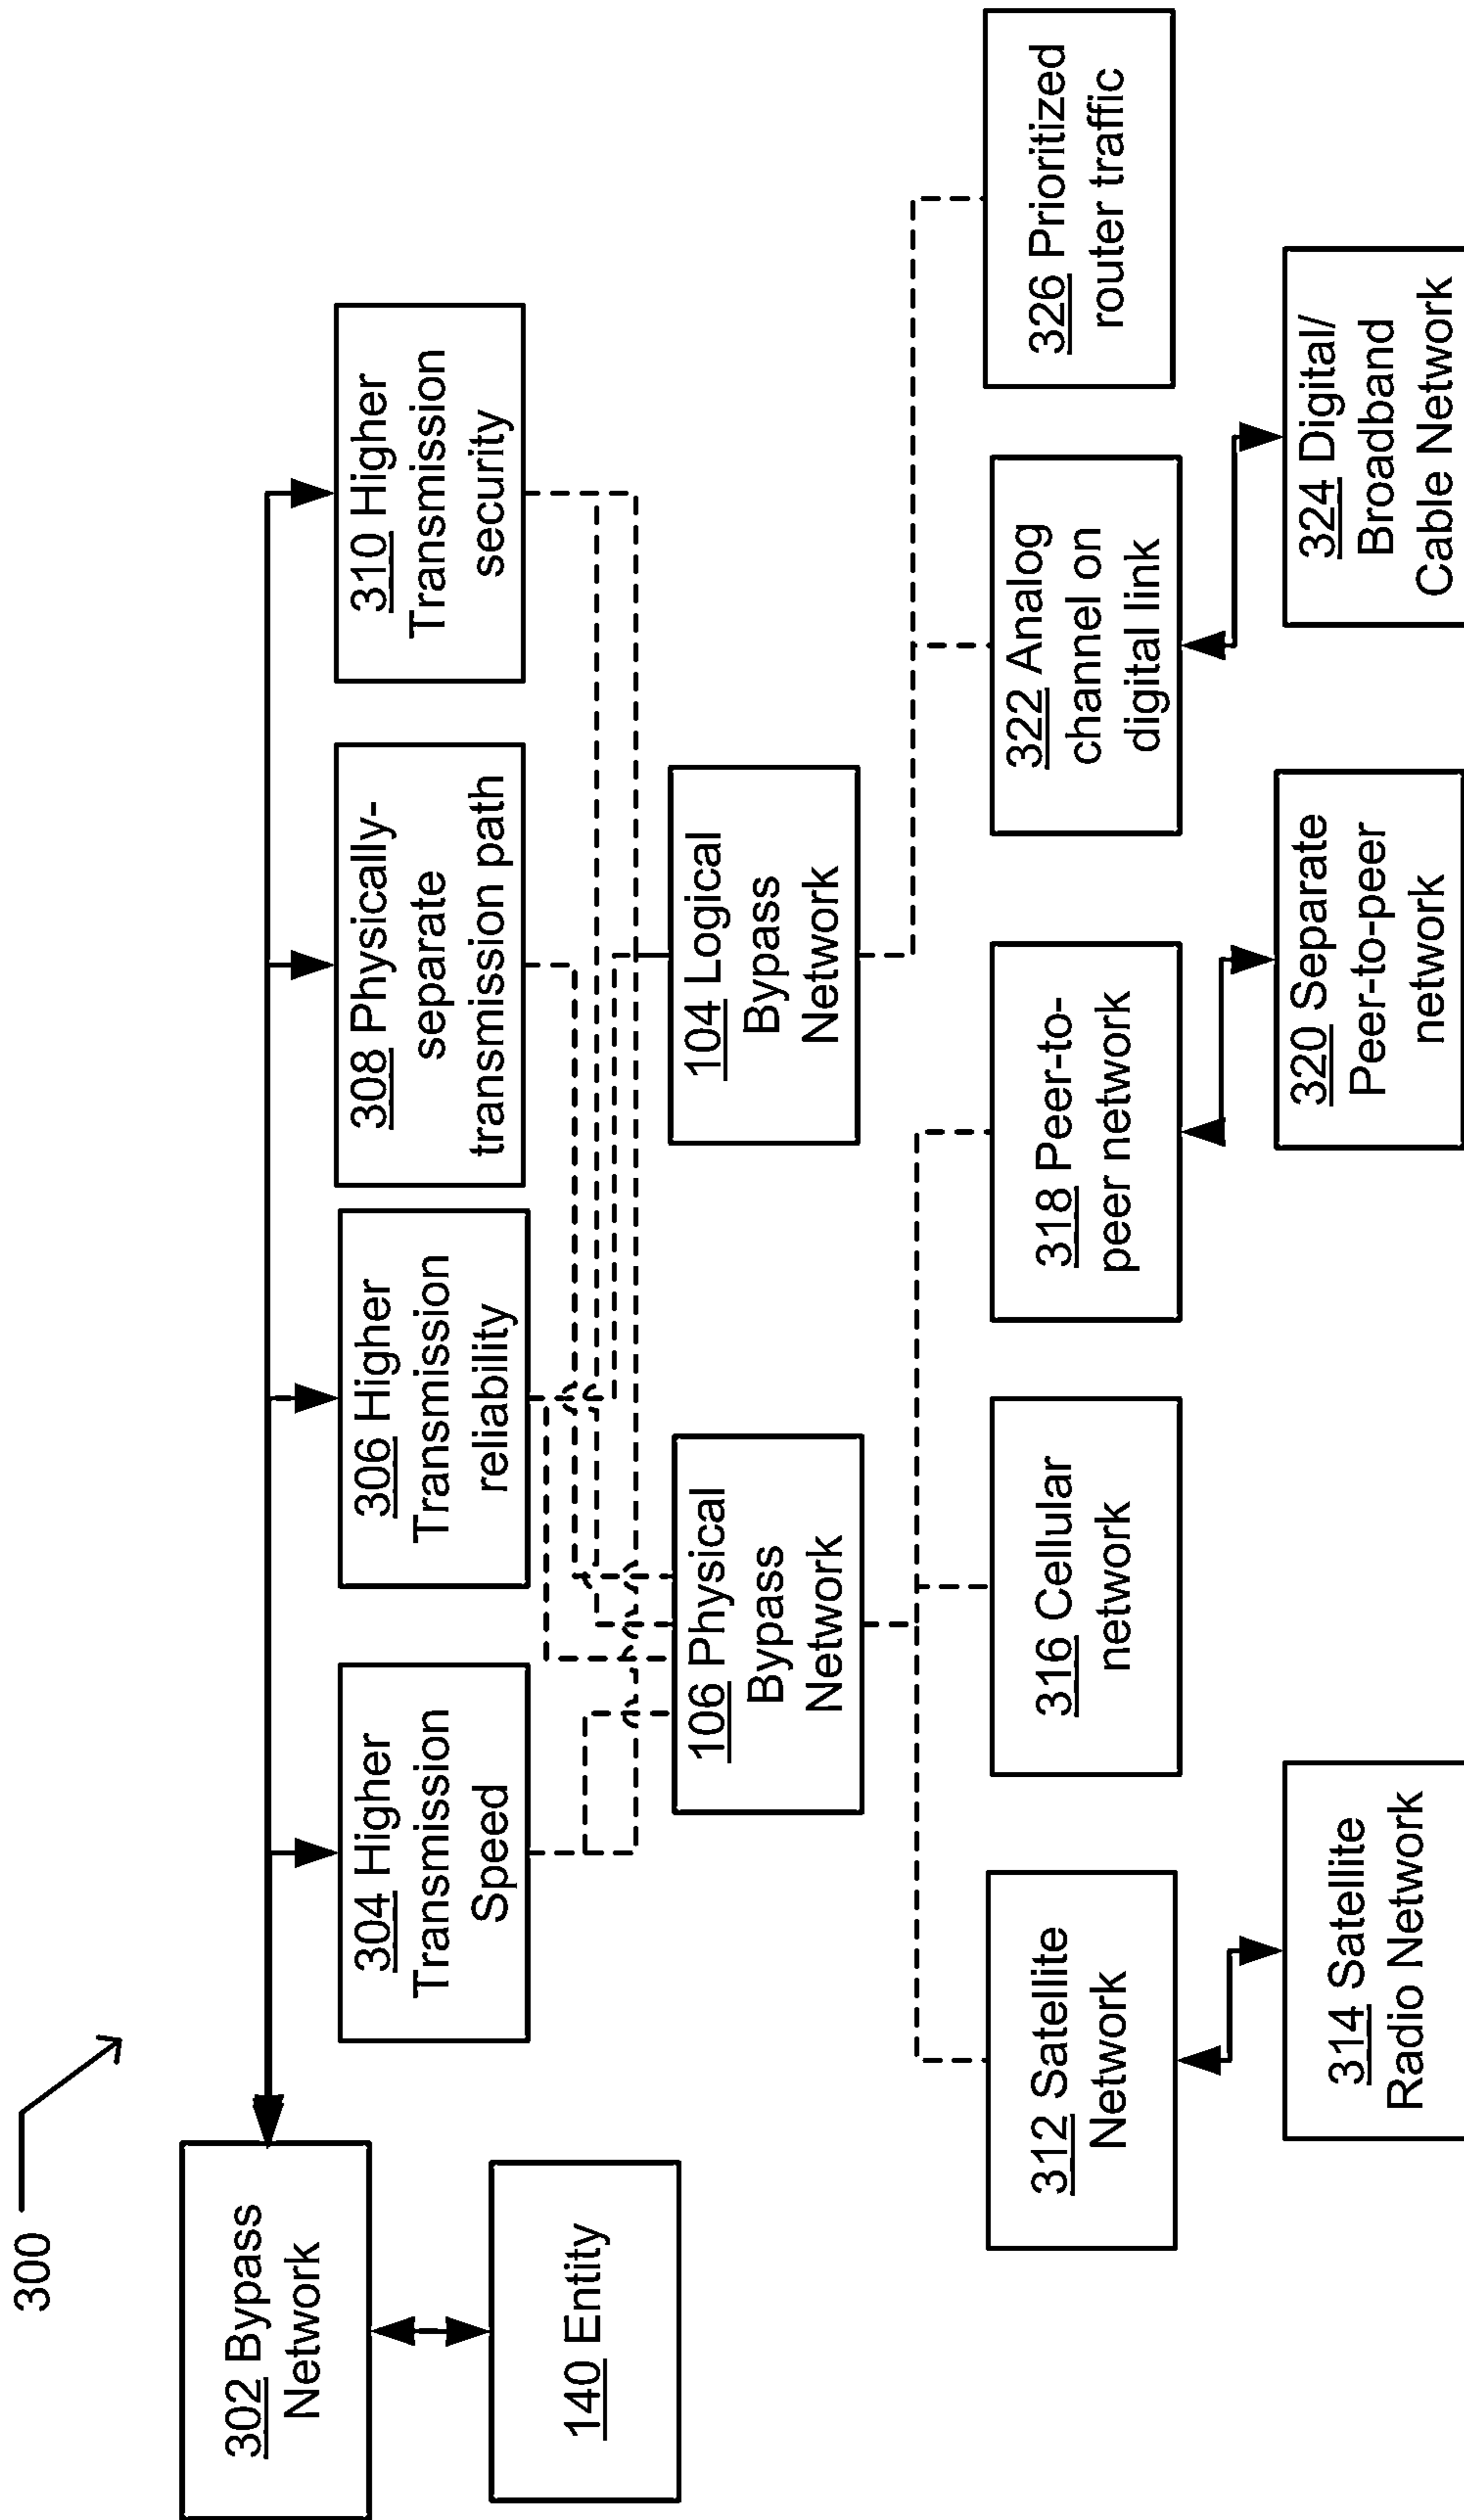 300
302 Bypass
Network
140 Entity
304 Higher
Transmission
Speed
306 Higher
Transmission
reliability
308 Physically-
separate
transmission path
310 Higher
Transmission
security
106 Physical
Bypass
Network
104 Logical
Bypass
Network
312 Satellite
Network
316 Cellular
network
318 Peer-to-
peer network
322 Analog
channel on
digital link
326 Prioritized
router traffic
314 Satellite
Radio Network
320 Separate
Peer-to-peer
network
324 Digital/
Broadband
Cable Network